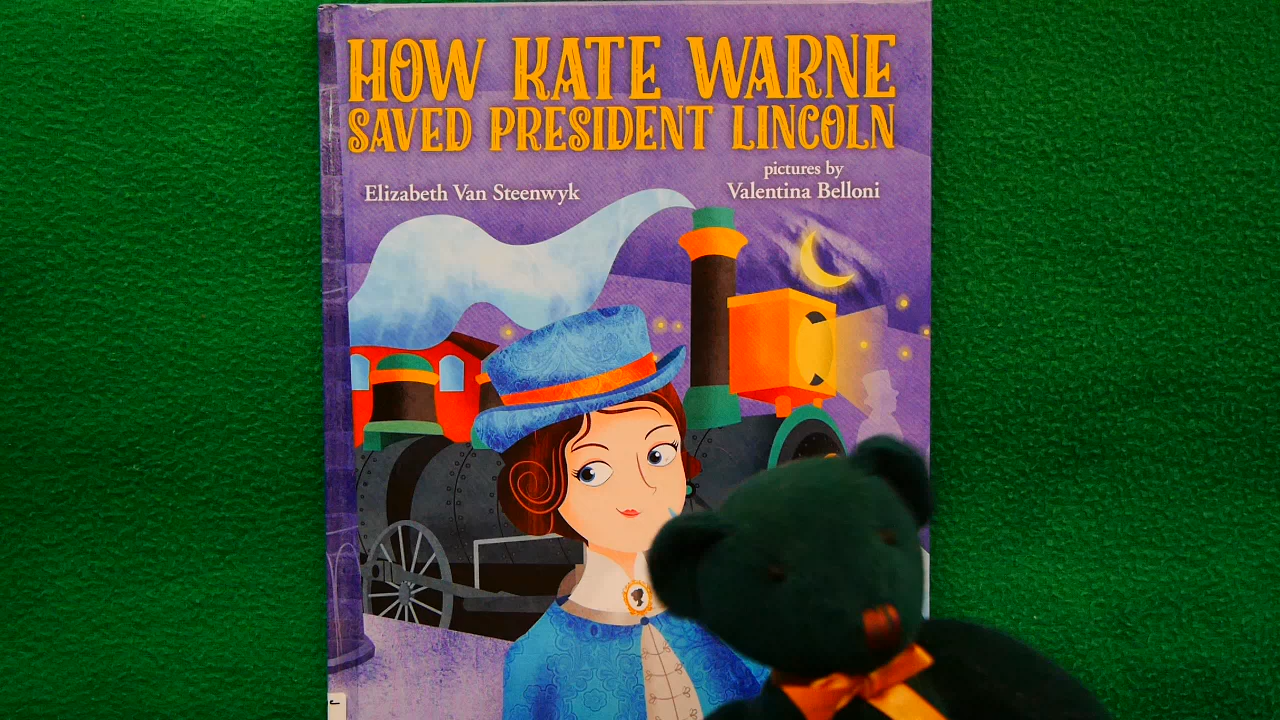 HOW KATE WARNE
SAVED PRESIDENT LINCOLN
Elizabeth Van Steenwyk
pictures by
Valentina Belloni